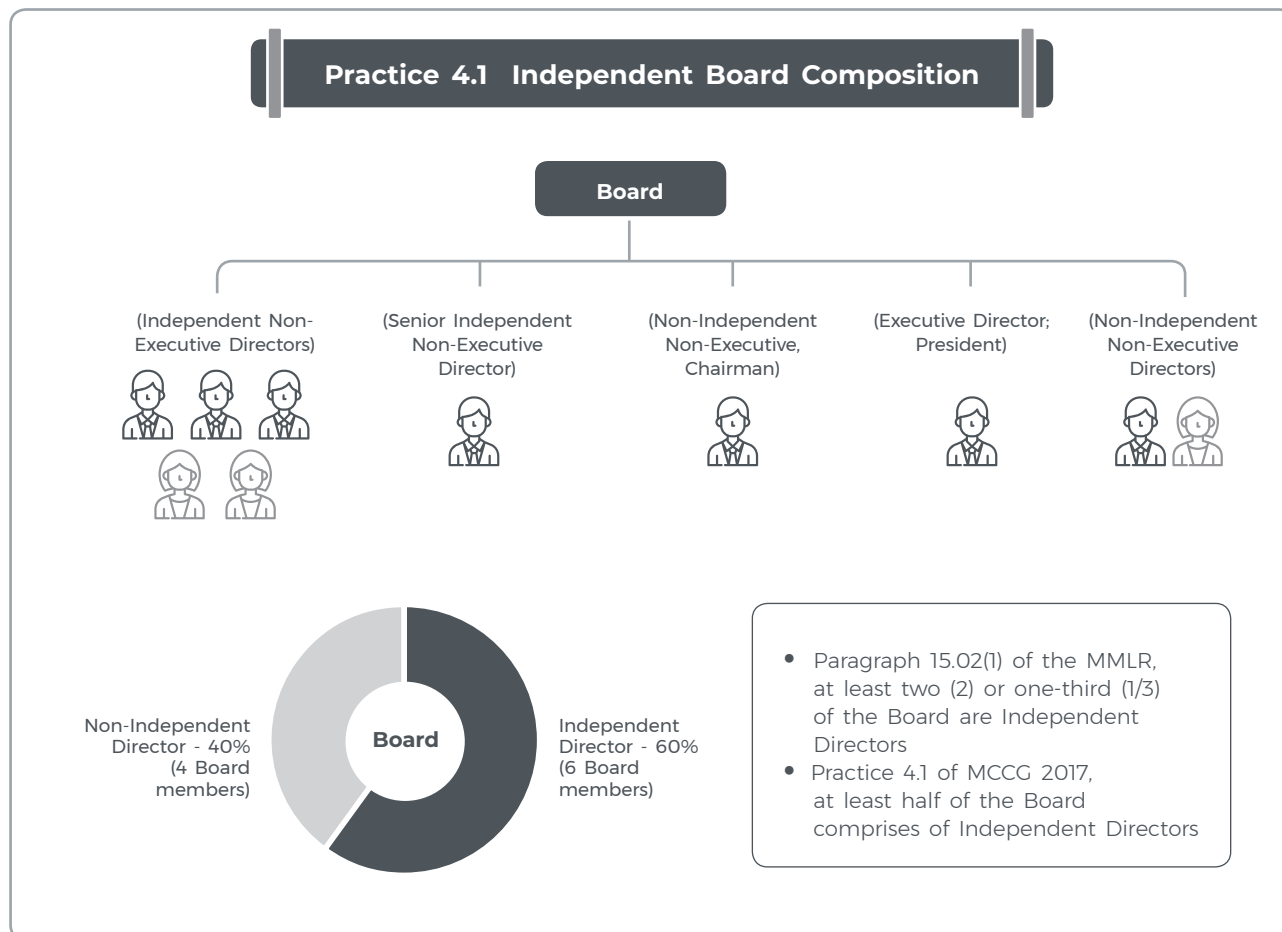 Practice 4.1 Independent Board Composition
Board
(Independent Non-
Executive Directors)
(Senior Independent
Non-Executive
Director)
(Non-Independent
Non-Executive,
Chairman)
(Executive Director;
President)
(Non-Independent
Non-Executive
Directors)
Non-Independent
Director - 40%
(4 Board
members)
Board
Independent
Director - 60%
(6 Board
members)
• Paragraph 15.02(1) of the MMLR,
at least two (2) or one-third (1/3)
of the Board are Independent
Directors
• Practice 4.1 of MCCG 2017,
at least half of the Board
comprises of Independent Directors